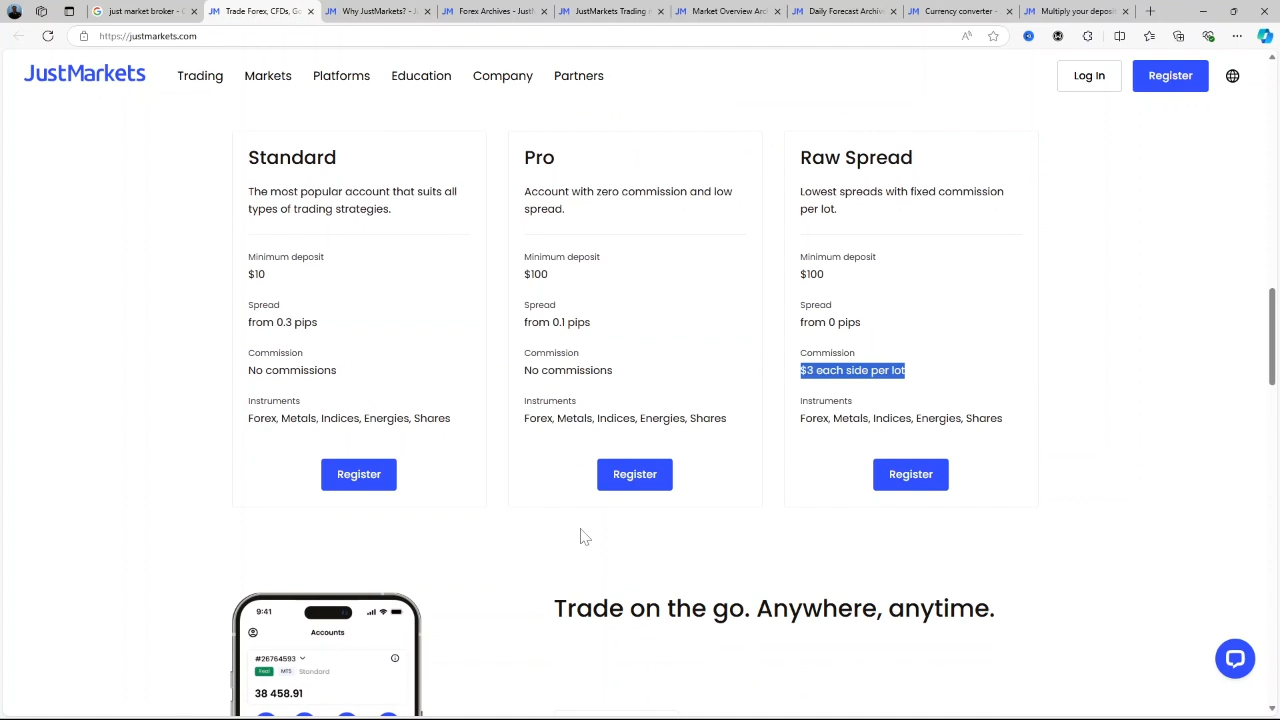 just market broker - G
Trade Forex, CFDs, Go
Why JustMarkets? - J
Forex Archives - Just!
JustMarkets Trading
Market Overview Arc
Daily Forecast Archive
Currency converter -
Multiply your deposit
https://justmarkets.com
JustMarkets
Trading
Markets
Platforms
Education
Company
Partners
Log In
Register
Standard
The most popular account that suits all
types of trading strategies.
Minimum deposit
$10
Spread
from 0.3 pips
Commission
No commissions
Instruments
Forex, Metals, Indices, Energies, Shares
Register
Pro
Account with zero commission and low
spread.
Minimum deposit
$100
Spread
from 0.1 pips
Commission
No commissions
Instruments
Forex, Metals, Indices, Energies, Shares
Register
Raw Spread
Lowest spreads with fixed commission
per lot.
Minimum deposit
$100
Spread
from 0 pips
Commission
$3 each side per lot
Instruments
Forex, Metals, Indices, Energies, Shares
Register
9:41
Accounts
#26764593
Real MT5 Standard
38 458.91
Trade on the go. Anywhere, anytime.